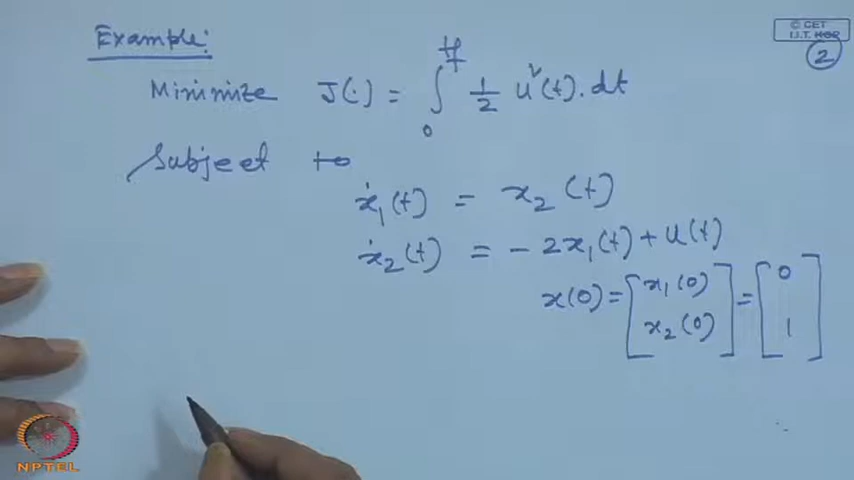 © CET
I.I.T. KGP
2
Example:
Minimize J(.) = ∫₀^{tf} 1/2 u²(t).dt
Subject to
ẋ₁(t) = x₂(t)
ẋ₂(t) = - 2x₁(t) + u(t)
x(0) = [x₁(0) x₂(0)] = [0 1]
NPTEL